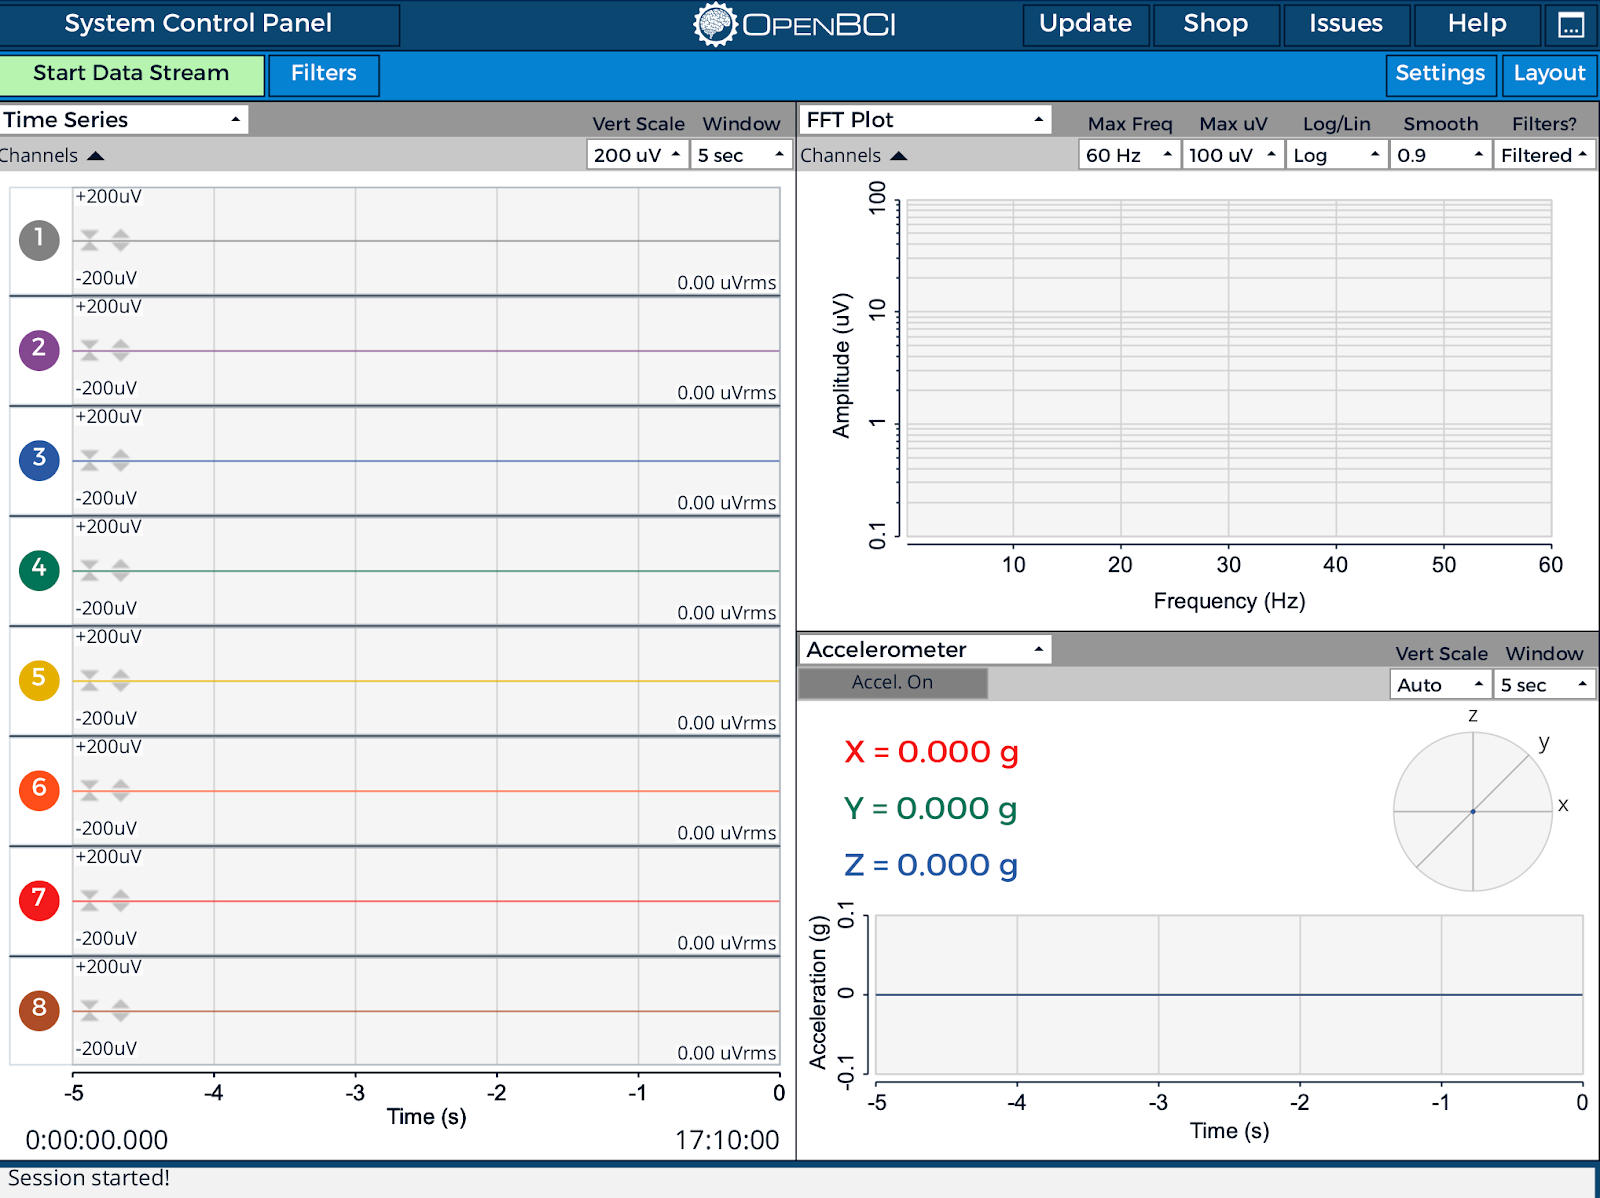 System Control Panel OpenBCI Update Shop Issues Help
Start Data Stream Filters Settings Layout
Time Series
Vert Scale Window
Channels 200 uV 5 sec
+200uV
1
-200uV 0.00 uVrms
+200uV
2
-200uV 0.00 uVrms
+200uV
3
-200uV 0.00 uVrms
+200uV
4
-200uV 0.00 uVrms
+200uV
5
-200uV 0.00 uVrms
+200uV
6
-200uV 0.00 uVrms
+200uV
7
-200uV 0.00 uVrms
+200uV
8
-200uV 0.00 uVrms
-5 -4 -3 -2 -1 0
Time (s)
0:00:00.000 17:10:00
FFT Plot
Max Freq Max uV Log/Lin Smooth Filters?
Channels 60 Hz 100 uV Log 0.9 Filtered
100
10
1
0.1
Amplitude (uV)
10 20 30 40 50 60
Frequency (Hz)
Accelerometer
Vert Scale Window
Accel. On Auto 5 sec
X = 0.000 g
Y = 0.000 g
Z = 0.000 g
z
y
x
0.1
0
-0.1
Acceleration (g)
-5 -4 -3 -2 -1 0
Time (s)
Session started!